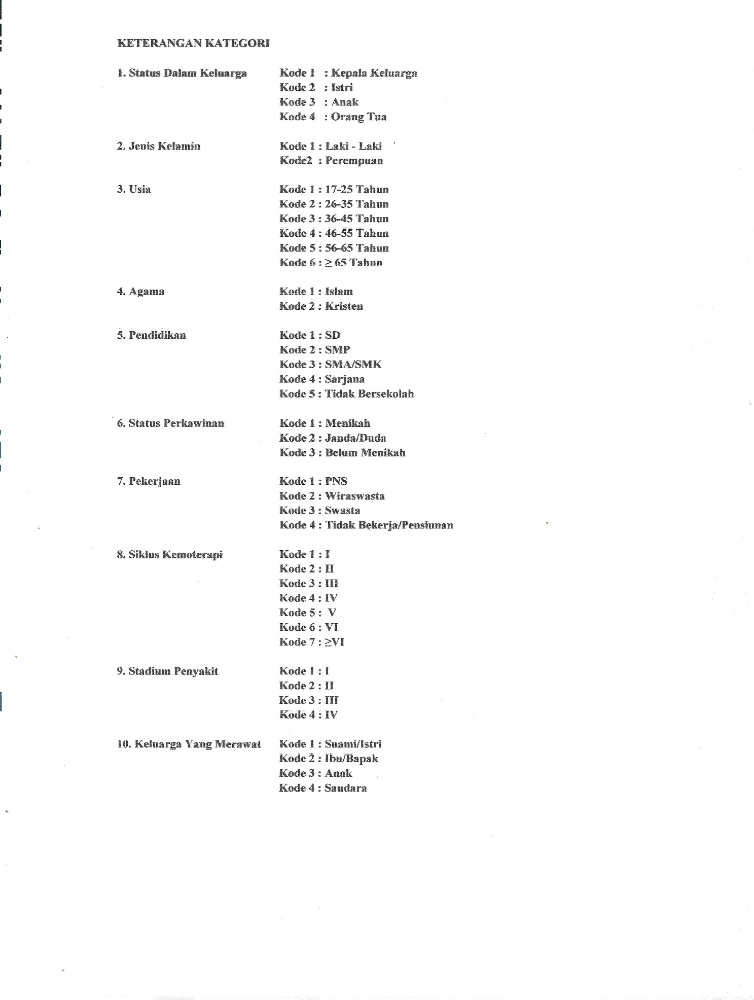 KETERANGAN KATEGORI
1. Status Dalam Keluarga Kode 1 : Kepala Keluarga
Kode 2 : Istri
Kode 3 : Anak
Kode 4 : Orang Tua
2. Jenis Kelamin Kode 1 : Laki - Laki
Kode2 : Perempuan
3. Usia Kode 1 : 17-25 Tahun
Kode 2 : 26-35 Tahun
Kode 3 : 36-45 Tahun
Kode 4 : 46-55 Tahun
Kode 5 : 56-65 Tahun
Kode 6 : ≥ 65 Tahun
4. Agama Kode 1 : Islam
Kode 2 : Kristen
5. Pendidikan Kode 1 : SD
Kode 2 : SMP
Kode 3 : SMA/SMK
Kode 4 : Sarjana
Kode 5 : Tidak Bersekolah
6. Status Perkawinan Kode 1 : Menikah
Kode 2 : Janda/Duda
Kode 3 : Belum Menikah
7. Pekerjaan Kode 1 : PNS
Kode 2 : Wiraswasta
Kode 3 : Swasta
Kode 4 : Tidak Bekerja/Pensiunan
8. Siklus Kemoterapi Kode 1 : I
Kode 2 : II
Kode 3 : III
Kode 4 : IV
Kode 5 : V
Kode 6 : VI
Kode 7 : ≥VI
9. Stadium Penyakit Kode 1 : I
Kode 2 : II
Kode 3 : III
Kode 4 : IV
10. Keluarga Yang Merawat Kode 1 : Suami/Istri
Kode 2 : Ibu/Bapak
Kode 3 : Anak
Kode 4 : Saudara